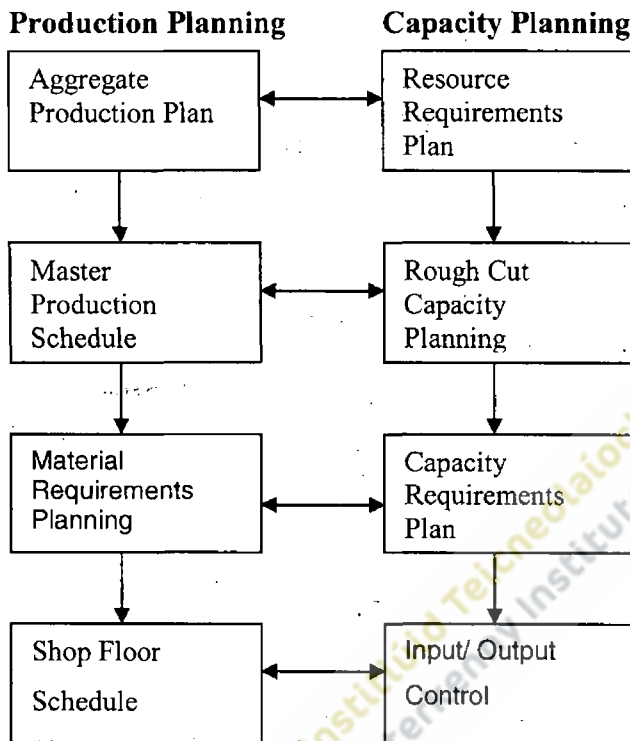 Production Planning
Capacity Planning
Aggregate
Production Plan
Resource
Requirements
Plan
Master
Production
Schedule
Rough Cut
Capacity
Planning
Material
Requirements
Planning
Capacity
Requirements
Plan
Shop Floor
Schedule
Input/ Output
Control
Institiúid